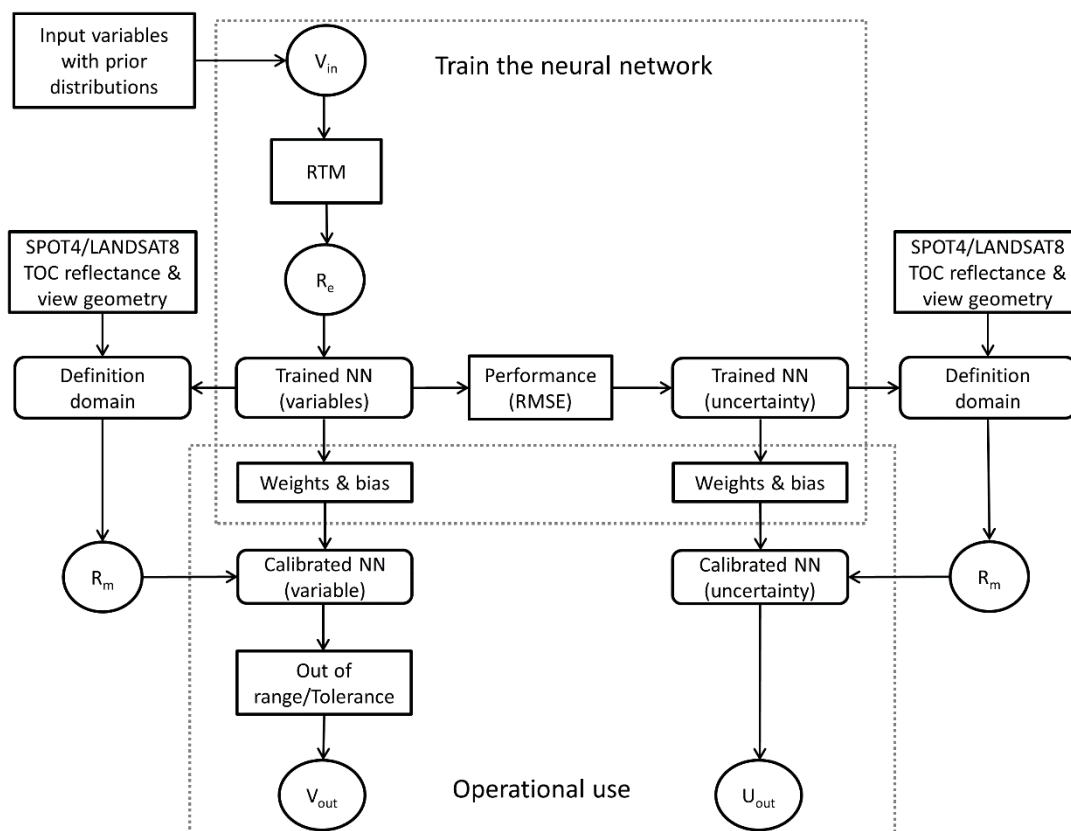 Input variables
with prior
distributions
V_in
Train the neural network
RTM
SPOT4/LANDSAT8
TOC reflectance &
view geometry
R_e
SPOT4/LANDSAT8
TOC reflectance &
view geometry
Definition
domain
Trained NN
(variables)
Performance
(RMSE)
Trained NN
(uncertainty)
Definition
domain
Weights & bias
Weights & bias
R_m
Calibrated NN
(variable)
Calibrated NN
(uncertainty)
R_m
Out of
range/Tolerance
V_out
Operational use
U_out